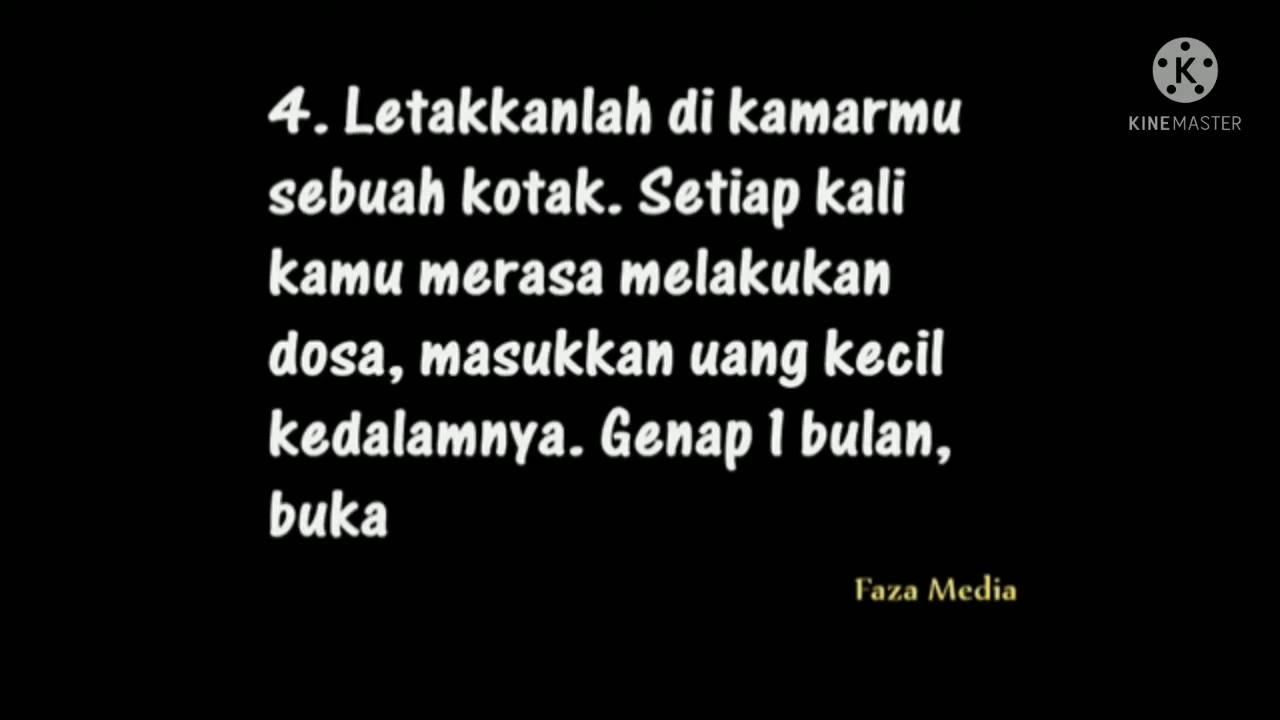 4. Letakkanlah di kamarmu
sebuah kotak. Setiap kali
kamu merasa melakukan
dosa, masukkan uang kecil
kedalamnya. Genap 1 bulan,
buka
Faza Media
K
KINEMASTER